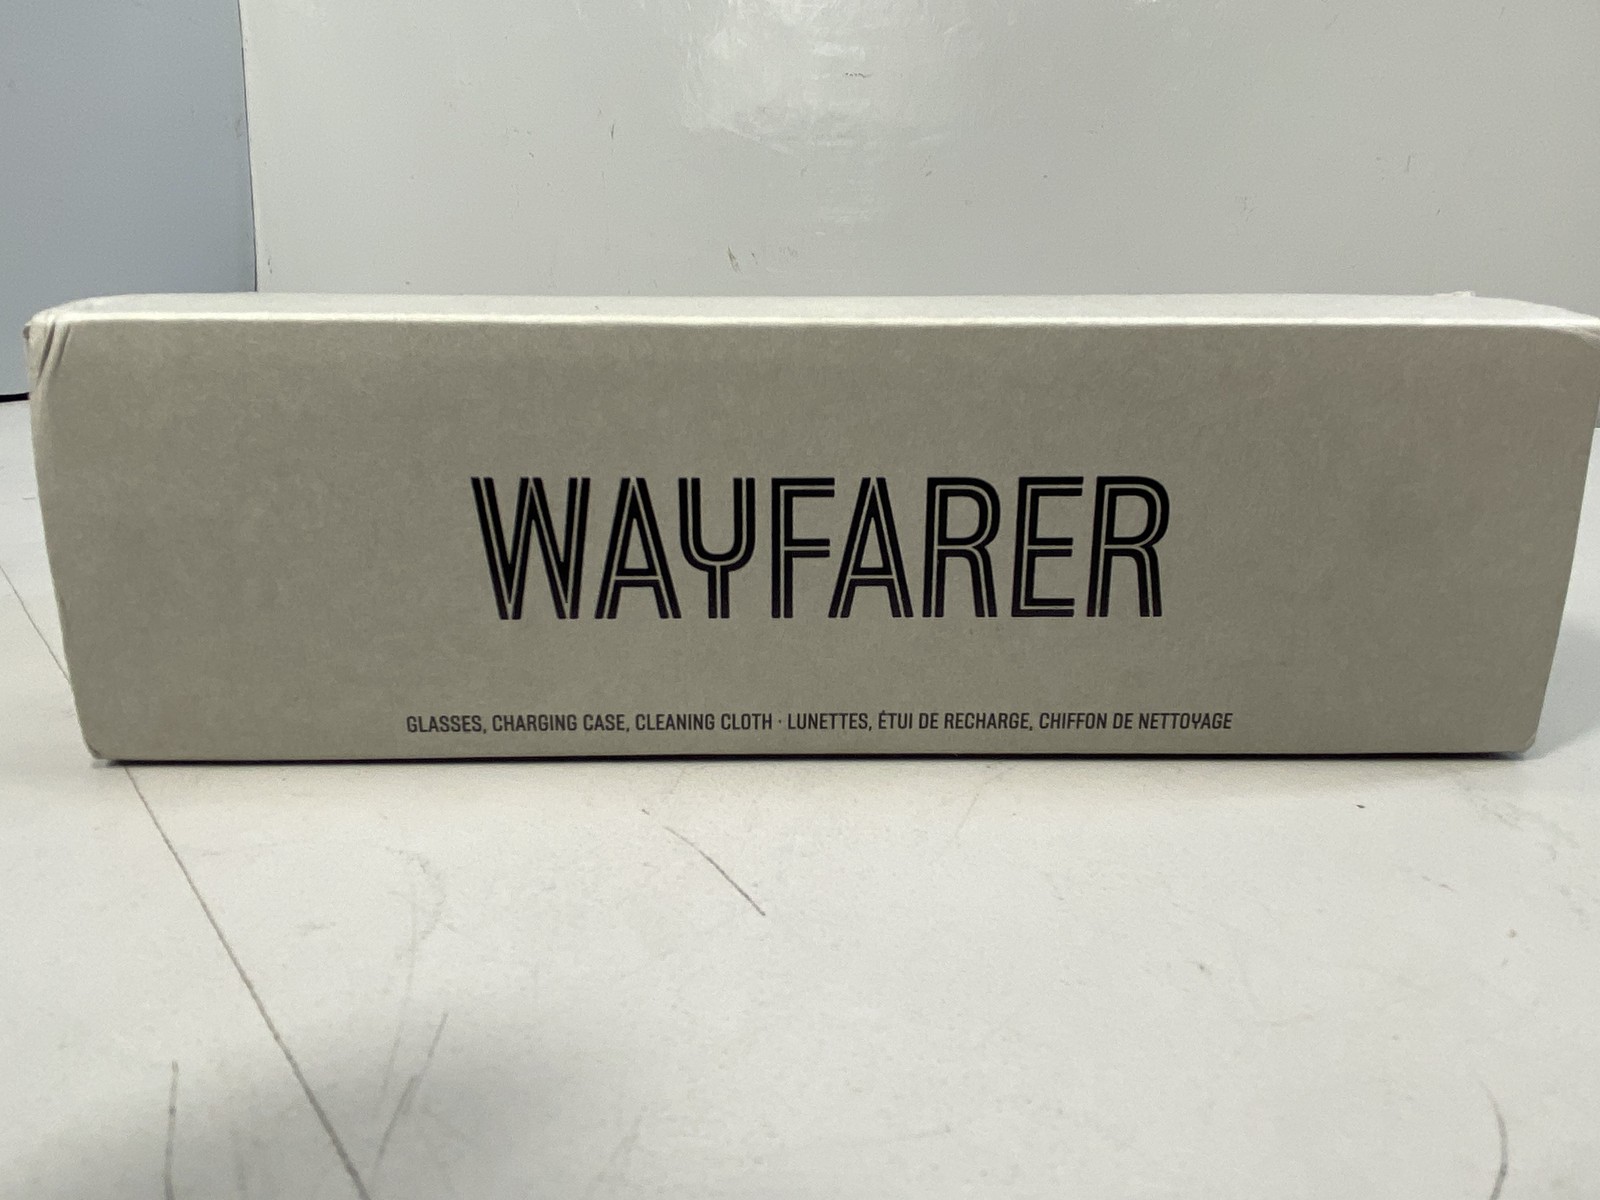 WAYFARER
GLASSES, CHARGING CASE, CLEANING CLOTH · LUNETTES, ÉTUI DE RECHARGE, CHIFFON DE NETTOYAGE